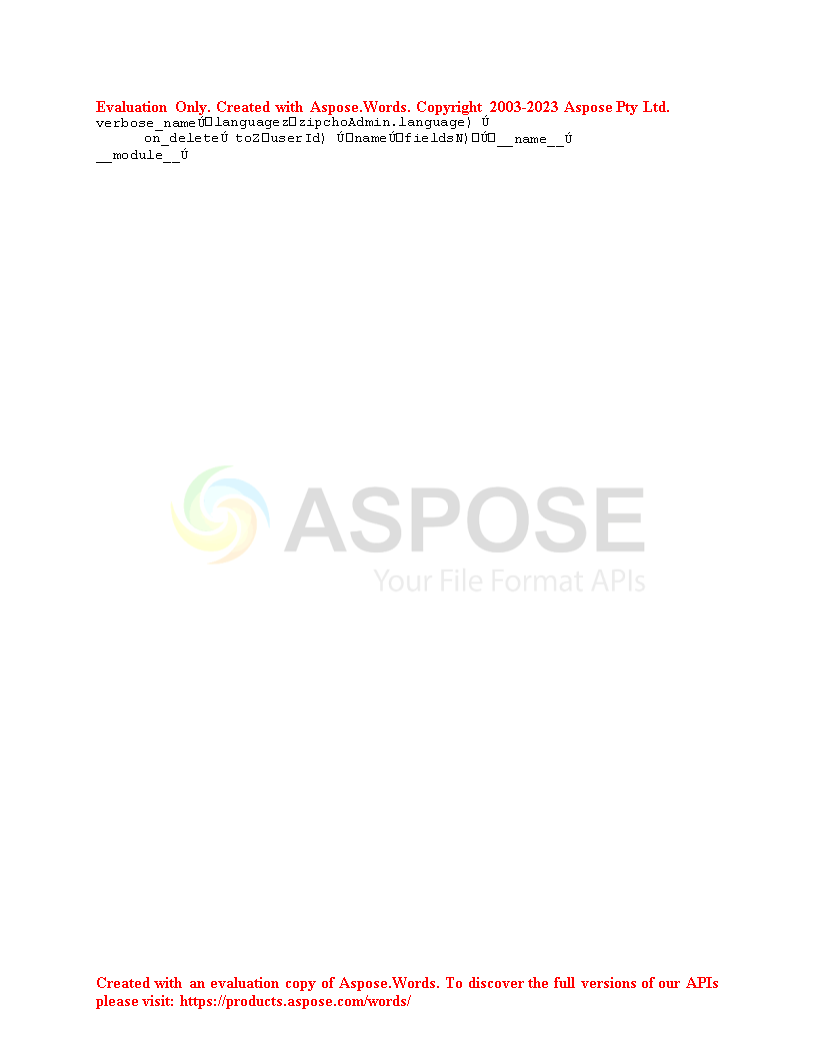 Evaluation Only. Created with Aspose.Words. Copyright 2003-2023 Aspose Pty Ltd.
verbose_nameÚ□languagez□zipchoAdmin.language) Ú
on_deleteÚ toZ□userId) Ú□nameÚ□fieldsN)□Ú□__name__Ú
__module__Ú
ASPOSE
Your File Format APIs
Created with an evaluation copy of Aspose.Words. To discover the full versions of our APIs
please visit: https://products.aspose.com/words/